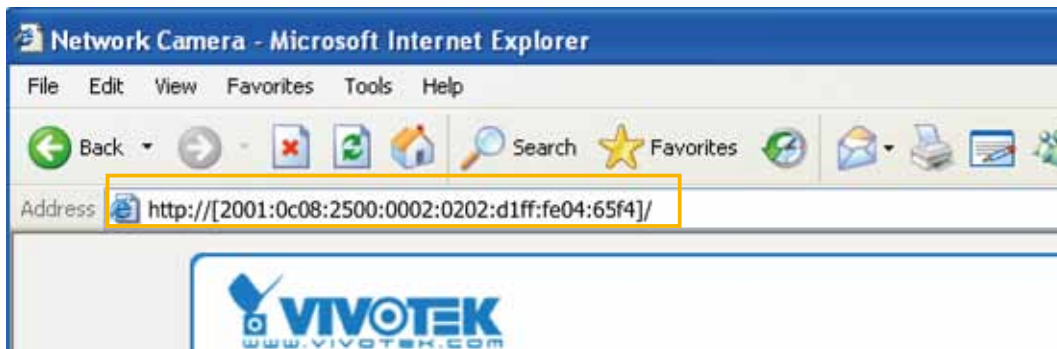 Network Camera - Microsoft Internet Explorer
File Edit View Favorites Tools Help
Back Search Favorites
Address http://[2001:0c08:2500:0002:0202:d1ff:fe04:65f4]/
VIVOTEK
WWW.VIVOTEK.COM